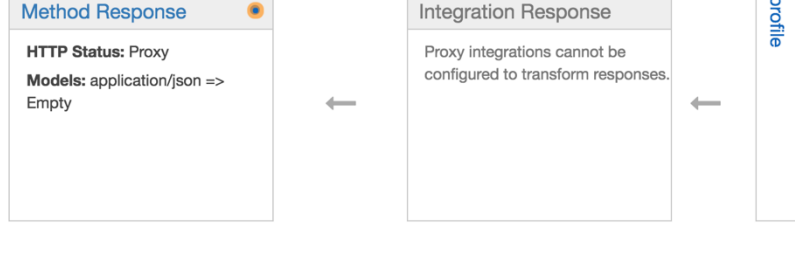 Method Response
HTTP Status: Proxy
Models: application/json =>
Empty
Integration Response
Proxy integrations cannot be
configured to transform responses.
profile